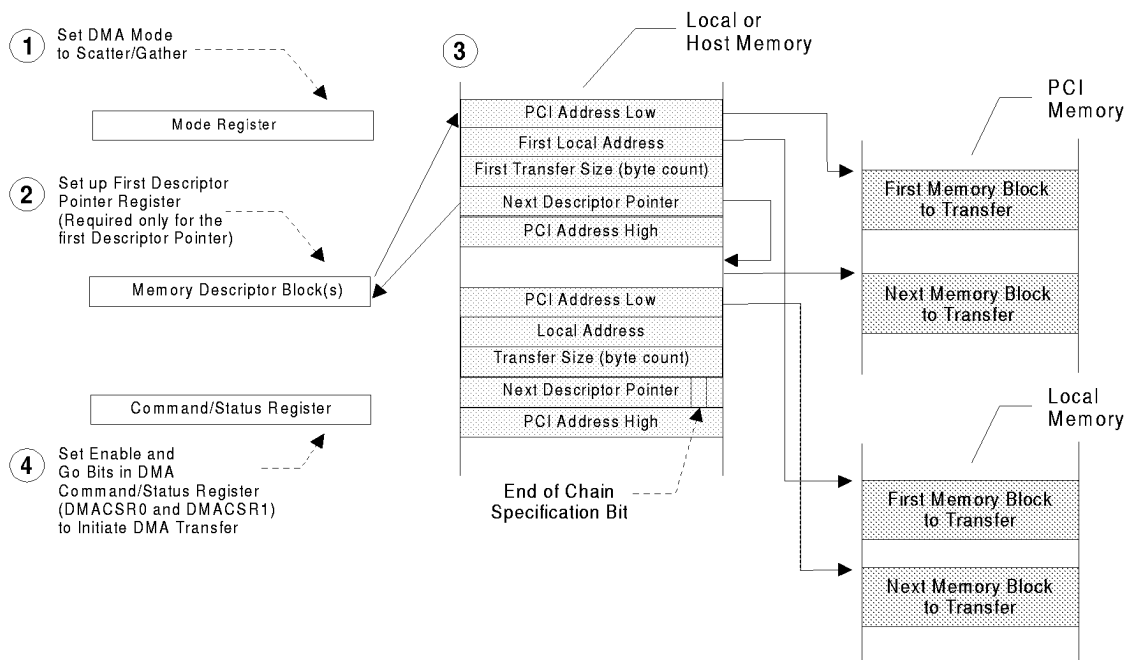 1
Set DMA Mode
to Scatter/Gather
Mode Register
2
Set up First Descriptor
Pointer Register
(Required only for the
first Descriptor Pointer)
Memory Descriptor Block(s)
Command/Status Register
4
Set Enable and
Go Bits in DMA
Command/Status Register
(DMACSR0 and DMACSR1)
to Initiate DMA Transfer
3
Local or
Host Memory
PCI Address Low
First Local Address
First Transfer Size (byte count)
Next Descriptor Pointer
PCI Address High
PCI Address Low
Local Address
Transfer Size (byte count)
Next Descriptor Pointer
PCI Address High
End of Chain
Specification Bit
PCI
Memory
First Memory Block
to Transfer
Next Memory Block
to Transfer
Local
Memory
First Memory Block
to Transfer
Next Memory Block
to Transfer